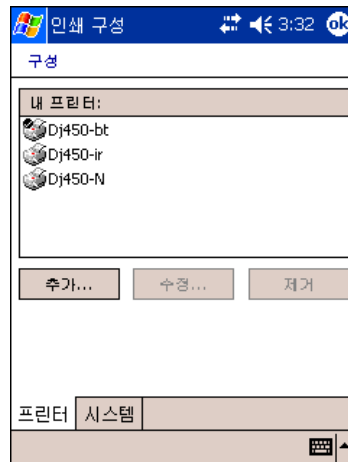 인쇄 구성 3:32 ok
구성
내 프린터:
Dj450-bt
Dj450-ir
Dj450-N
추가... 수정... 제거
프린터 시스템